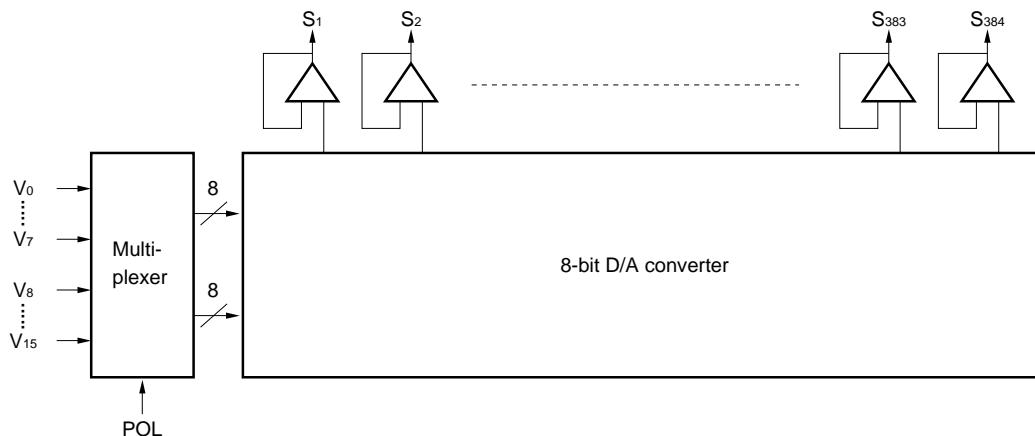 S1 S2 S383 S384
V0
V7
V8
V15
Multi-
plexer
8
8
8-bit D/A converter
POL